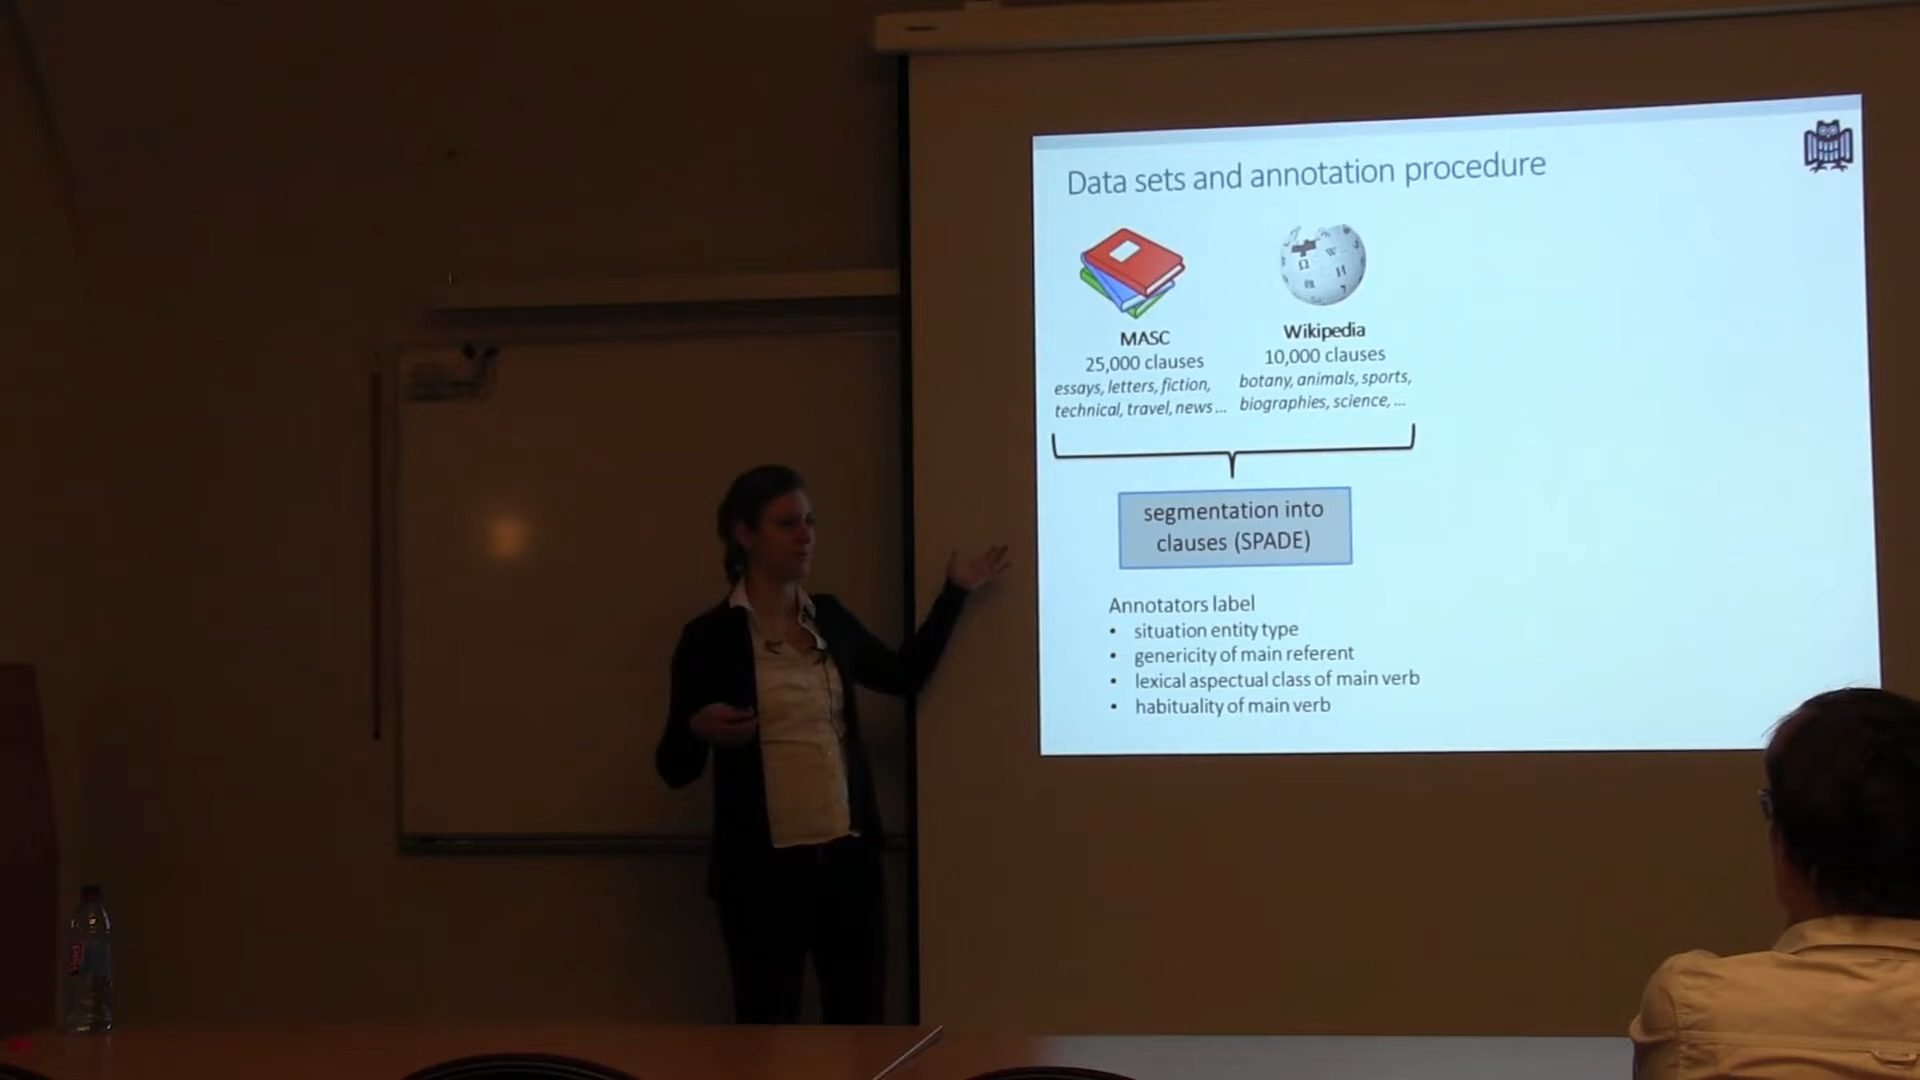 Data sets and annotation procedure
MASC
25,000 clauses
essays, letters, fiction,
technical, travel, news ...
Wikipedia
10,000 clauses
botany, animals, sports,
biographies, science, ...
segmentation into
clauses (SPADE)
Annotators label
• situation entity type
• genericity of main referent
• lexical aspectual class of main verb
• habituality of main verb